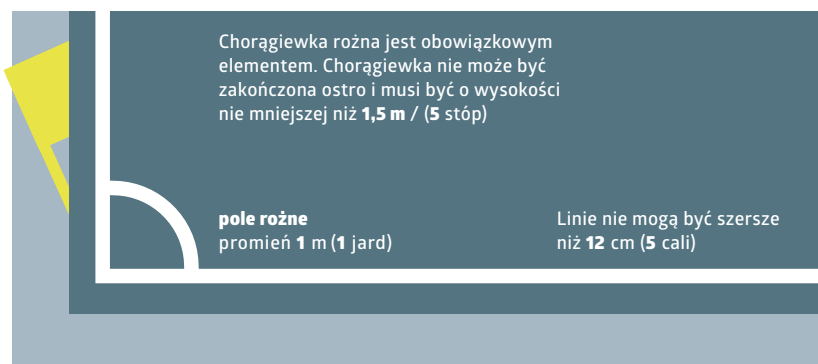 Chorągiewka rożna jest obowiązkowym
elementem. Chorągiewka nie może być
zakończona ostro i musi być o wysokości
nie mniejszej niż 1,5 m / (5 stóp)
pole rożne
promień 1 m (1 jard)
Linie nie mogą być szersze
niż 12 cm (5 cali)